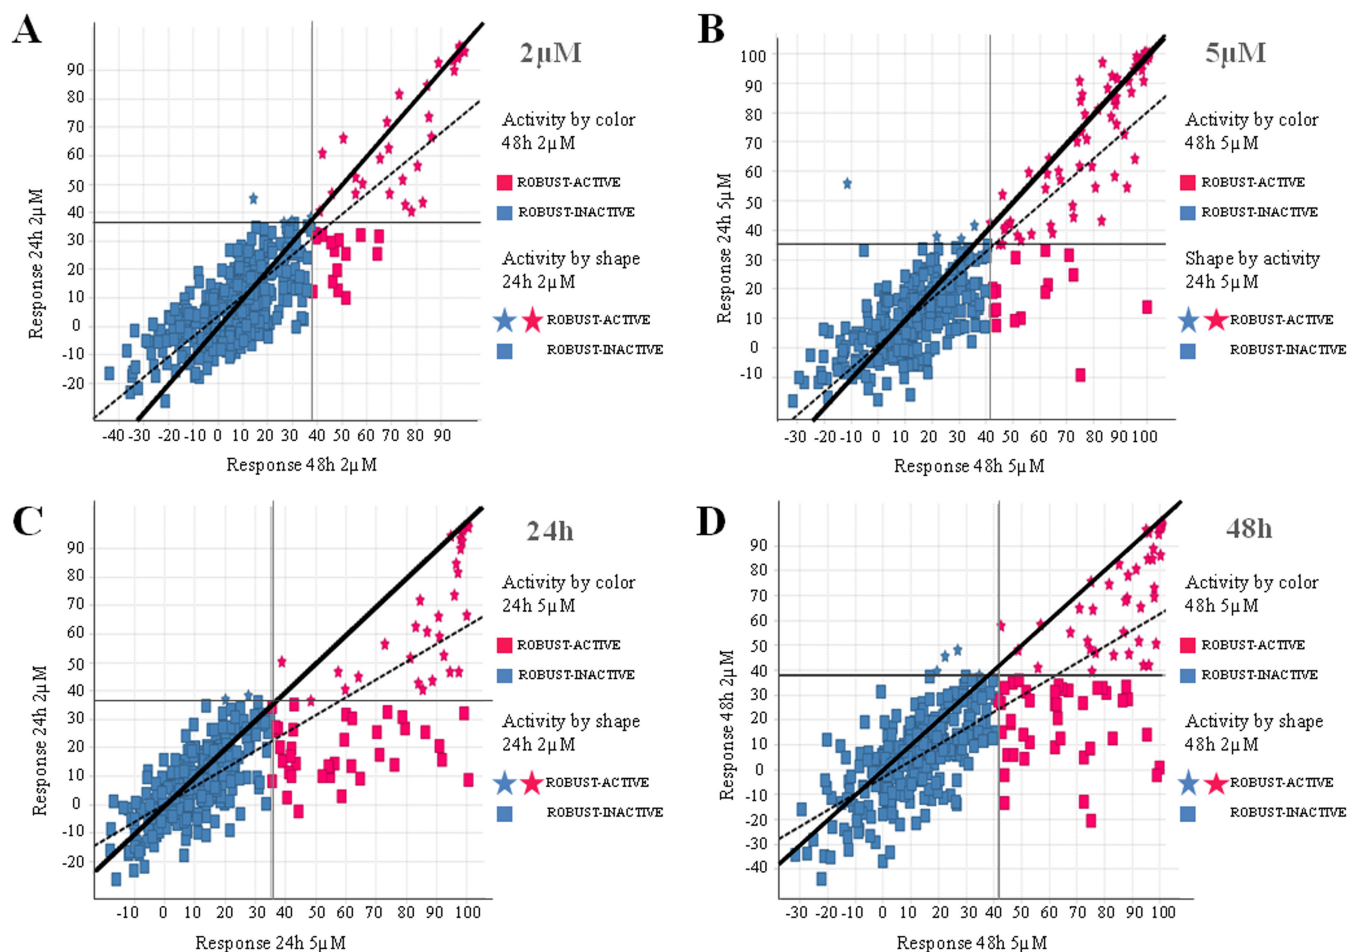 A
2µM
Activity by color
48h 2µM
ROBUST-ACTIVE
ROBUST-INACTIVE
Activity by shape
24h 2µM
ROBUST-ACTIVE
ROBUST-INACTIVE
Response 24h 2µM
90
80
70
60
50
40
30
20
10
0
-10
-20
-40 -30 -20 -10 0 10 20 30 40 50 60 70 80 90
Response 48h 2µM
B
5µM
Activity by color
48h 5µM
ROBUST-ACTIVE
ROBUST-INACTIVE
Shape by activity
24h 5µM
ROBUST-ACTIVE
ROBUST-INACTIVE
Response 24h 5µM
100
90
80
70
60
50
40
30
20
10
0
-10
-30 -20 -10 0 10 20 30 40 50 60 70 80 90 100
Response 48h 5µM
C
24h
Activity by color
24h 5µM
ROBUST-ACTIVE
ROBUST-INACTIVE
Activity by shape
24h 2µM
ROBUST-ACTIVE
ROBUST-INACTIVE
Response 24h 2µM
90
80
70
60
50
40
30
20
10
0
-10
-20
-10 0 10 20 30 40 50 60 70 80 90 100
Response 24h 5µM
D
48h
Activity by color
48h 5µM
ROBUST-ACTIVE
ROBUST-INACTIVE
Activity by shape
48h 2µM
ROBUST-ACTIVE
ROBUST-INACTIVE
Response 48h 2µM
90
80
70
60
50
40
30
20
10
0
-10
-20
-30
-40
-30 -20 -10 0 10 20 30 40 50 60 70 80 90 100
Response 48h 5µM